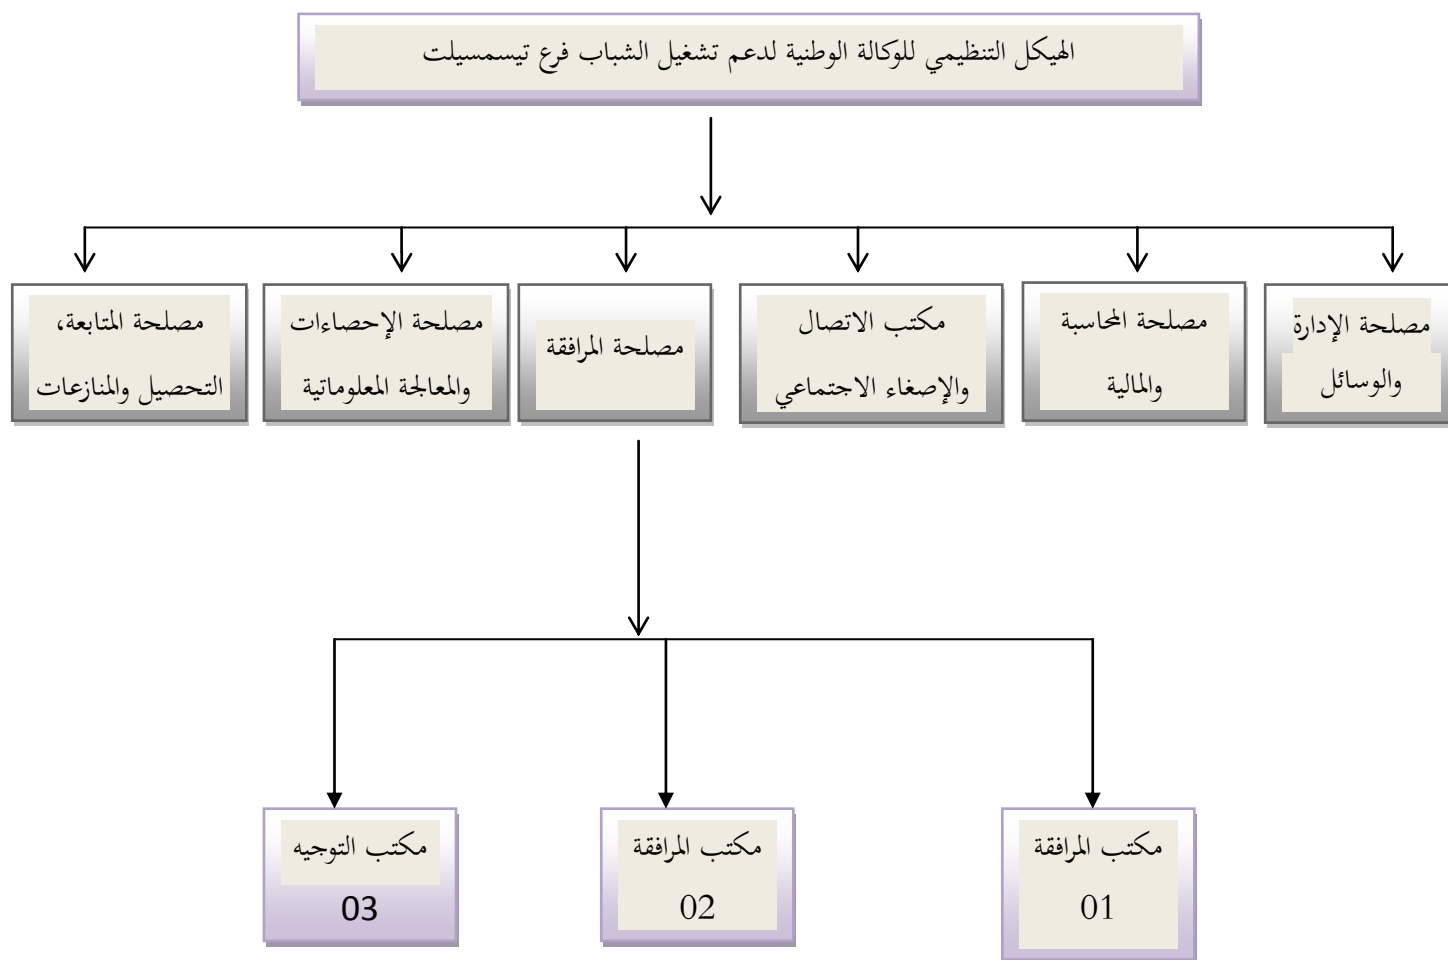 الهيكل التنظيمي للوكالة الوطنية لدعم تشغيل الشباب فرع تيسمسيلت
مصلحة الإدارة
والوسائل
مصلحة المحاسبة
والمالية
مكتب الاتصال
والإصغاء الاجتماعي
مصلحة المرافقة
مصلحة الإحصاءات
والمعالجة المعلوماتية
مصلحة المتابعة،
التحصيل والمنازعات
مكتب المرافقة
01
مكتب المرافقة
02
مكتب التوجيه
03